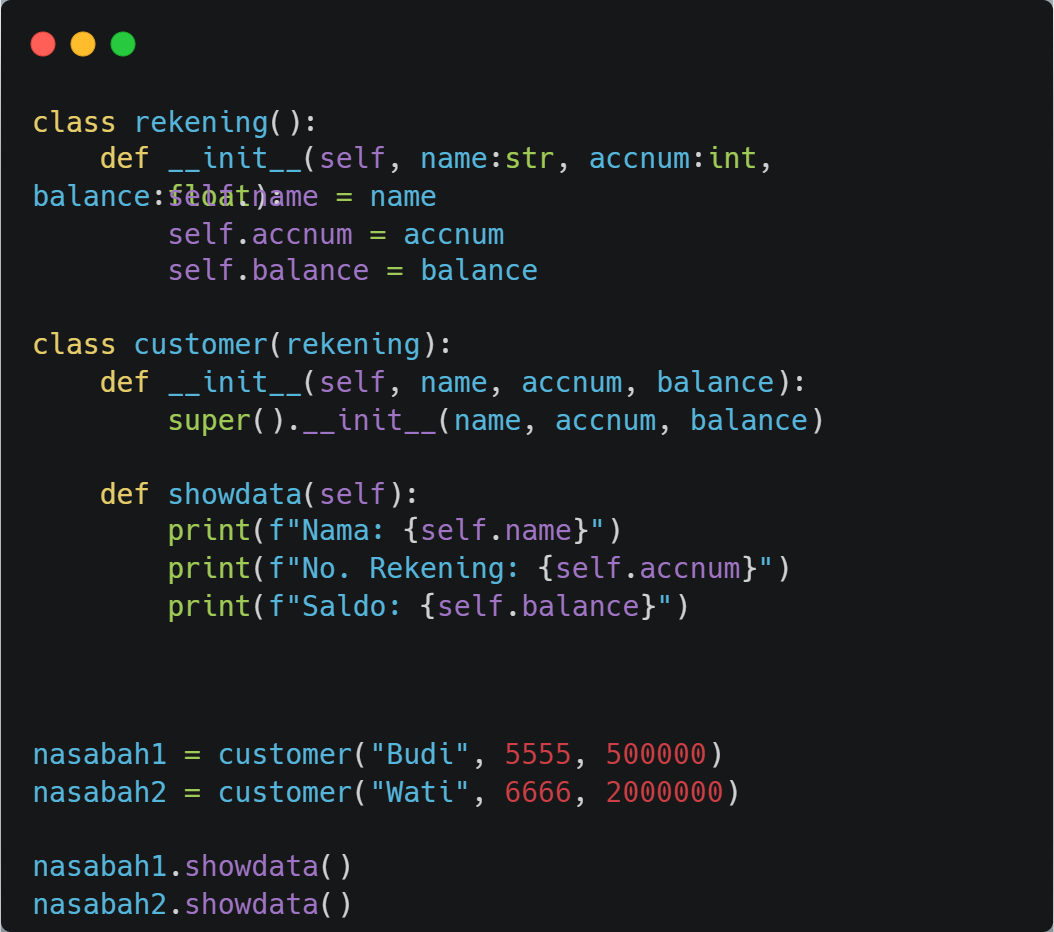 class rekening():
    def __init__(self, name:str, accnum:int,
balance:float):
        self.name = name
        self.accnum = accnum
        self.balance = balance

class customer(rekening):
    def __init__(self, name, accnum, balance):
        super().__init__(name, accnum, balance)

    def showdata(self):
        print(f"Nama: {self.name}")
        print(f"No. Rekening: {self.accnum}")
        print(f"Saldo: {self.balance}")

nasabah1 = customer("Budi", 5555, 500000)
nasabah2 = customer("Wati", 6666, 2000000)

nasabah1.showdata()
nasabah2.showdata()